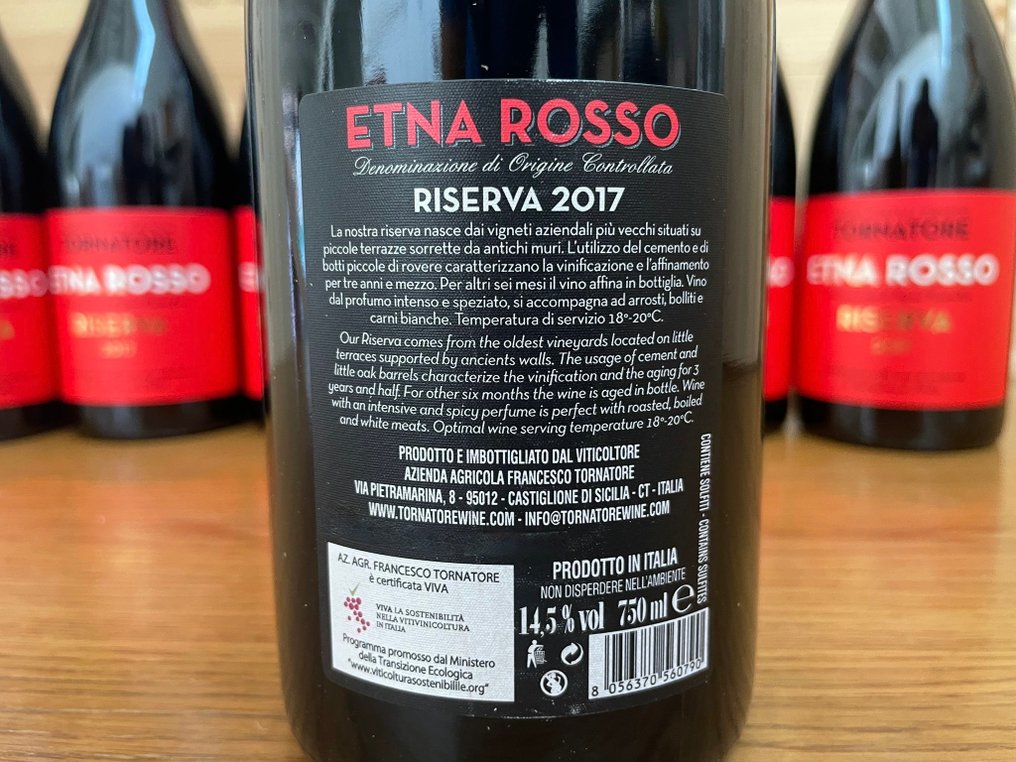 ETNA ROSSO
Denominazione di Origine Controllata
RISERVA 2017
La nostra riserva nasce dai vigneti aziendali più vecchi situati su
piccole terrazze sorrette da antichi muri. L'utilizzo del cemento e di
botti piccole di rovere caratterizzano la vinificazione e l'affinamento
per tre anni e mezzo. Per altri sei mesi il vino affina in bottiglia. Vino
dal profumo intenso e speziato, si accompagna ad arrosti, bolliti e
carni bianche. Temperatura di servizio 18°-20°C.
Our Riserva comes from the oldest vineyards located on little
terraces supported by ancients walls. The usage of cement and
little oak barrels characterize the vinification and the aging for 3
years and half. For other six months the wine is aged in bottle. Wine
with an intensive and spicy perfume is perfect with roasted, boiled
and white meats. Optimal wine serving temperature 18°-20°C.
PRODOTTO E IMBOTTIGLIATO DAL VITICOLTORE
AZIENDA AGRICOLA FRANCESCO TORNATORE
VIA PIETRAMARINA, 8 - 95012 - CASTIGLIONE DI SICILIA - CT - ITALIA
WWW.TORNATOREWINE.COM - INFO@TORNATOREWINE.COM
CONTIENE SOLFITI - CONTAINS SULFITES
AZ. AGR. FRANCESCO TORNATORE
è certificata VIVA
VIVA LA SOSTENIBILITÀ
NELLA VITIVINICOLTURA
IN ITALIA
Programma promosso dal Ministero
della Transizione Ecologica
"www.viticolturasostenibilile.org"
PRODOTTO IN ITALIA
NON DISPERDERE NELL'AMBIENTE
14,5 % vol 750 ml e
8 056370 560790
TORNATORE
ETNA ROSSO
RISERVA
2017
TORNATORE
ETNA ROSSO
RISERVA